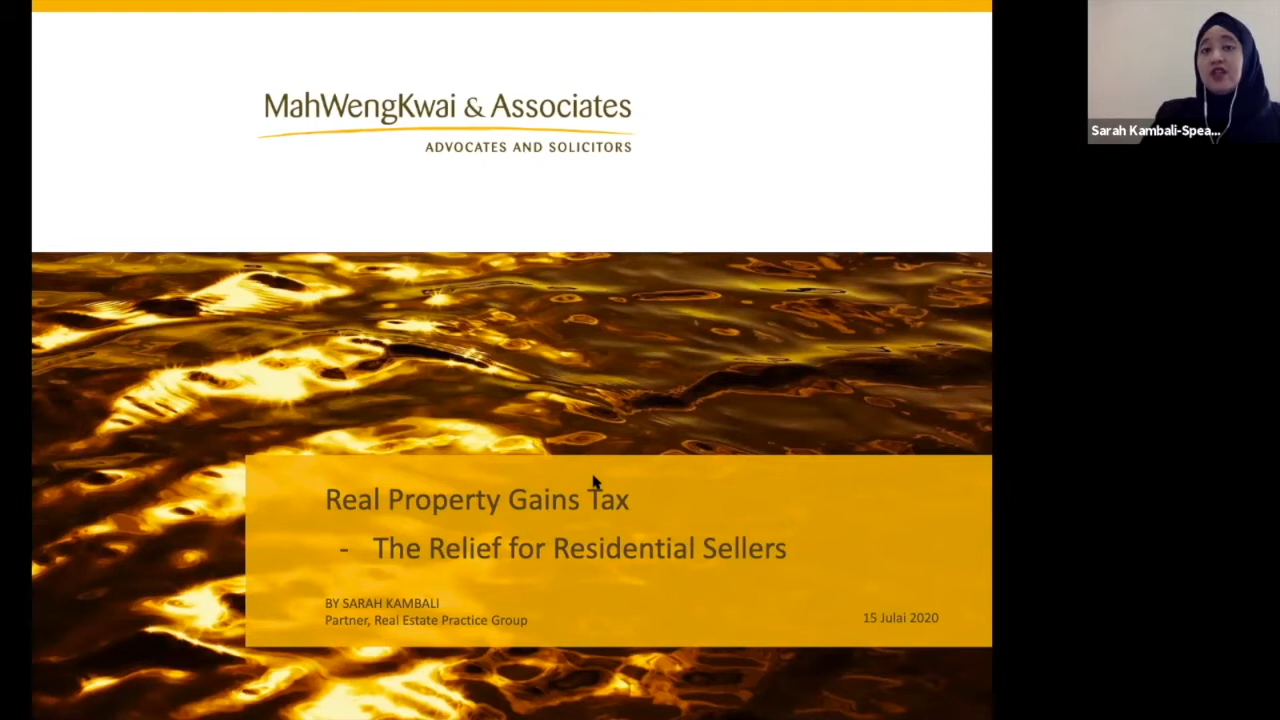 MahWengKwai & Associates
ADVOCATES AND SOLICITORS
Sarah Kambali-Spea...
Real Property Gains Tax
- The Relief for Residential Sellers
BY SARAH KAMBALI
Partner, Real Estate Practice Group
15 Julai 2020